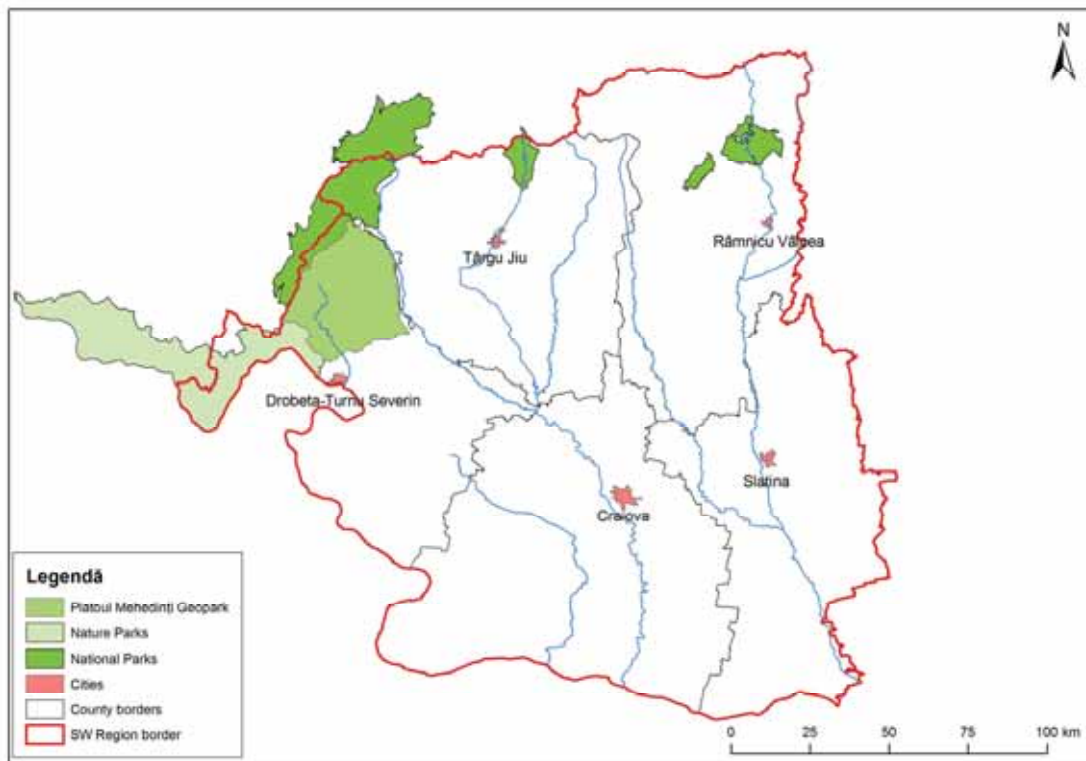 N
Târgu Jiu
Râmnicu Vâlcea
Drobeta-Turnu Severin
Slatina
Craiova
Legendă
Platoul Mehedinți Geopark
Nature Parks
National Parks
Cities
County borders
SW Region border
0 25 50 75 100 km